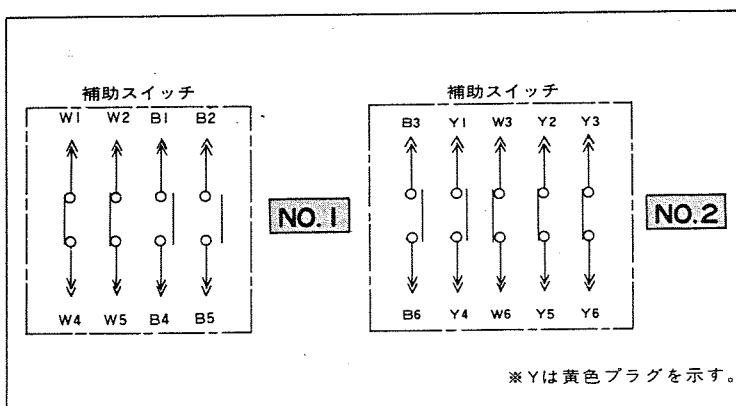 補助スイッチ
W1 W2 B1 B2
W4 W5 B4 B5
NO.1
補助スイッチ
B3 Y1 W3 Y2 Y3
B6 Y4 W6 Y5 Y6
NO.2
※Yは黄色プラグを示す。